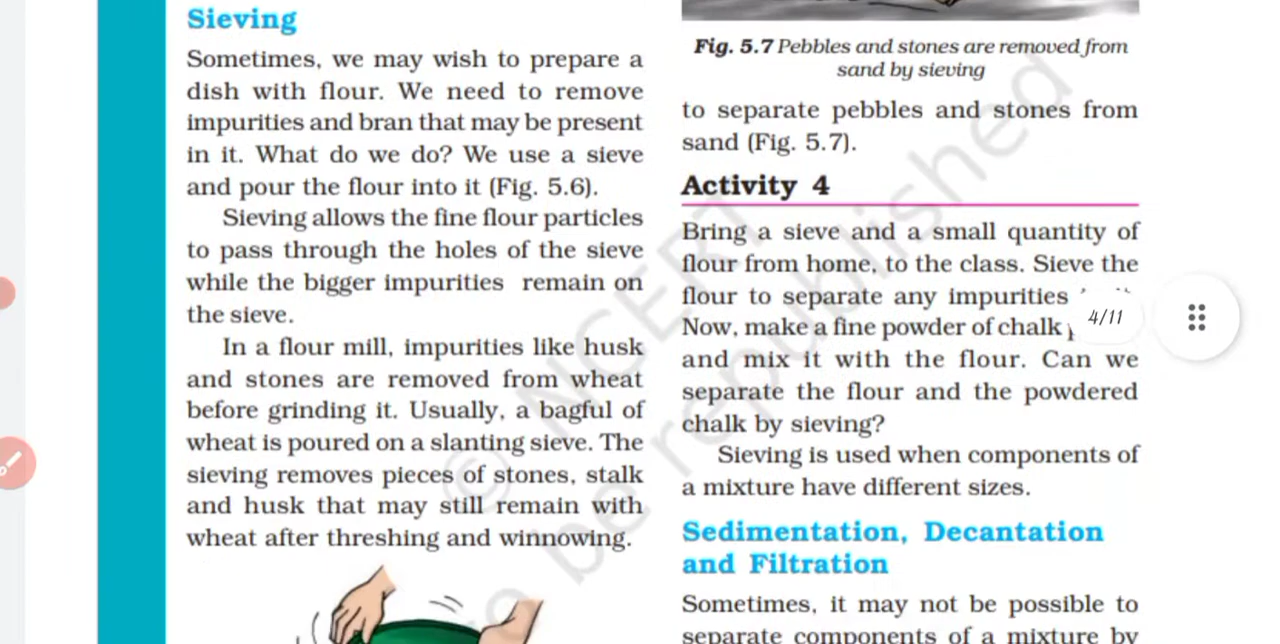 Sieving
Sometimes, we may wish to prepare a
dish with flour. We need to remove
impurities and bran that may be present
in it. What do we do? We use a sieve
and pour the flour into it (Fig. 5.6).
Sieving allows the fine flour particles
to pass through the holes of the sieve
while the bigger impurities remain on
the sieve.
In a flour mill, impurities like husk
and stones are removed from wheat
before grinding it. Usually, a bagful of
wheat is poured on a slanting sieve. The
sieving removes pieces of stones, stalk
and husk that may still remain with
wheat after threshing and winnowing.
Fig. 5.7 Pebbles and stones are removed from
sand by sieving
to separate pebbles and stones from
sand (Fig. 5.7).
Activity 4
Bring a sieve and a small quantity of
flour from home, to the class. Sieve the
flour to separate any impurities
Now, make a fine powder of chalk
and mix it with the flour. Can we
separate the flour and the powdered
chalk by sieving?
Sieving is used when components of
a mixture have different sizes.
Sedimentation, Decantation
and Filtration
Sometimes, it may not be possible to
separate components of a mixture by
4/11
© NCERT
be republished